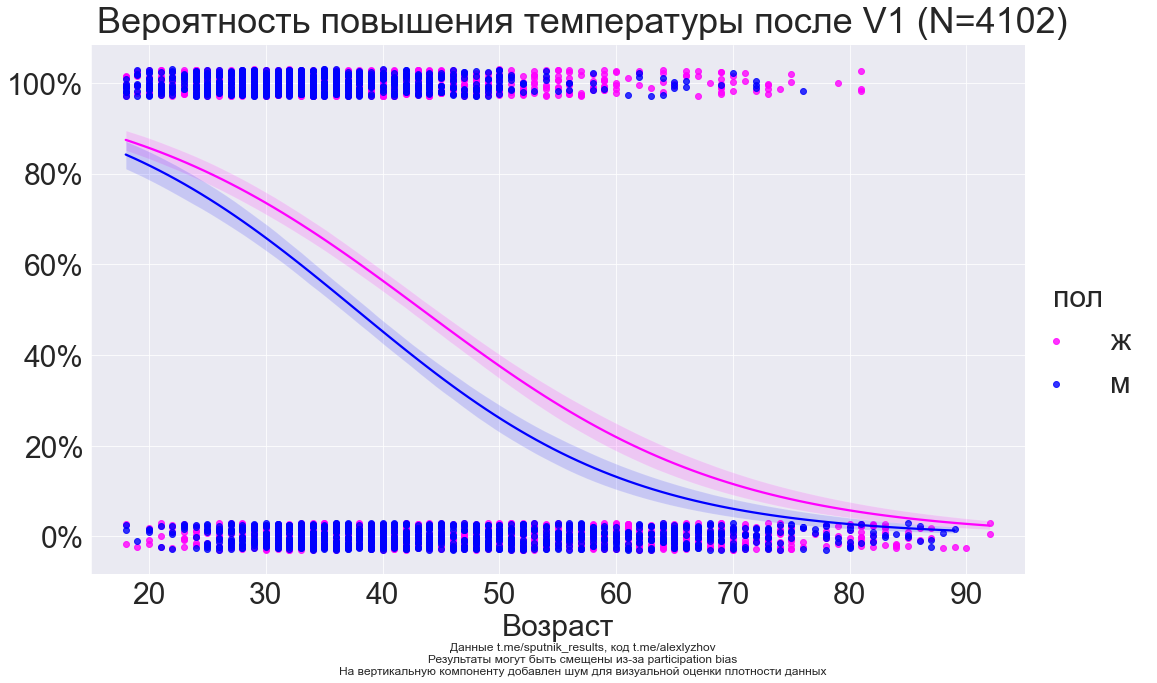 Вероятность повышения температуры после V1 (N=4102)
100%
80%
60%
40%
20%
0%
20 30 40 50 60 70 80 90
Возраст
пол
ж
м
Данные t.me/sputnik_results, код t.me/alexlyzhov
Результаты могут быть смещены из-за participation bias
На вертикальную компоненту добавлен шум для визуальной оценки плотности данных